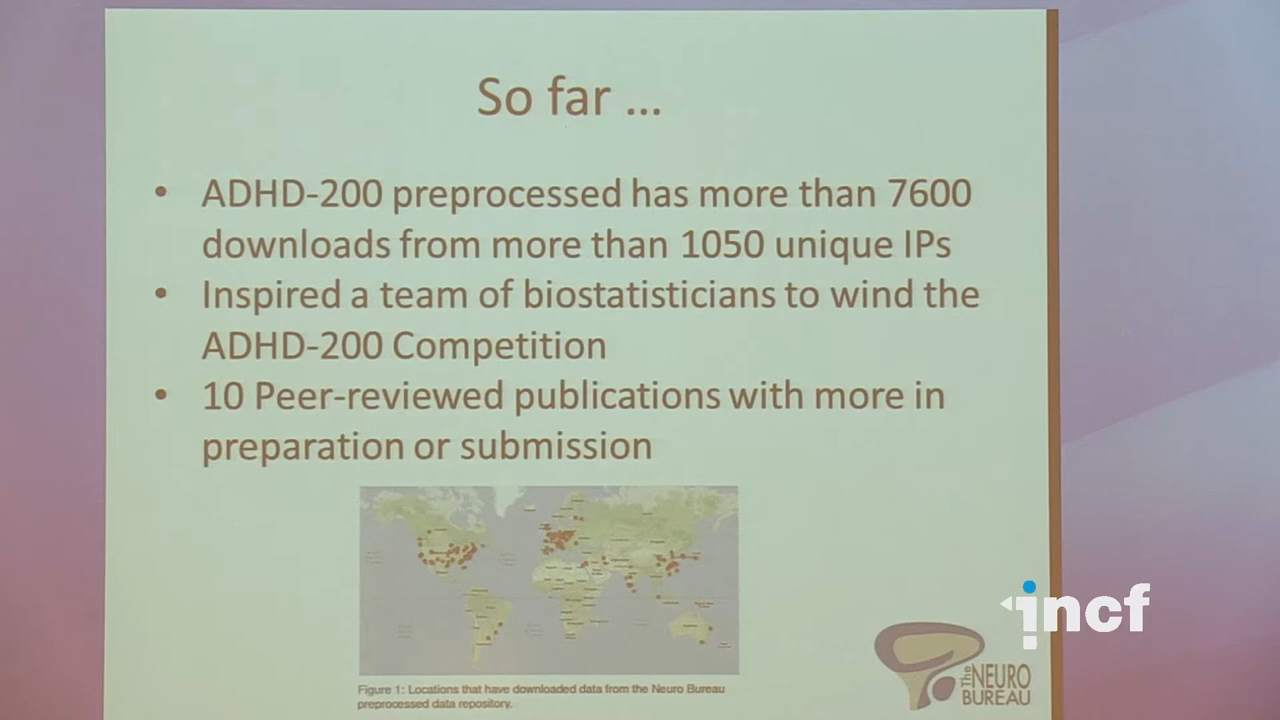 So far ...
• ADHD-200 preprocessed has more than 7600
downloads from more than 1050 unique IPs
• Inspired a team of biostatisticians to wind the
ADHD-200 Competition
• 10 Peer-reviewed publications with more in
preparation or submission
Figure 1: Locations that have downloaded data from the Neuro Bureau
preprocessed data repository.
The NEURO
BUREAU
incf